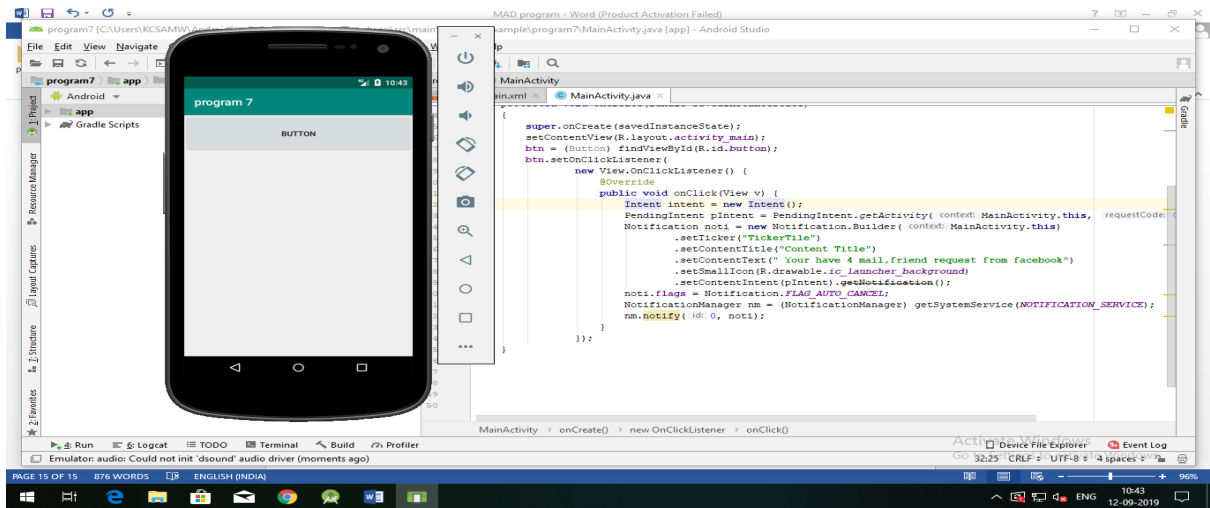 MAD program - Word (Product Activation Failed)
program7 [C:\Users\KCSAMW\
example\program7\MainActivity.java [app] - Android Studio
File Edit View Navigate
program7 app
MainActivity
Android
MainActivity.java
app
Gradle Scripts
1: Project
Resource Manager
Layout Captures
7: Structure
2: Favorites
Gradle
10:43
program 7
BUTTON
{
super.onCreate(savedInstanceState);
setContentView(R.layout.activity_main);
btn = (Button) findViewById(R.id.button);
btn.setOnClickListener(
new View.OnClickListener() {
@Override
public void onClick(View v) {
Intent intent = new Intent();
PendingIntent pIntent = PendingIntent.getActivity( context: MainActivity.this, requestCode:
Notification noti = new Notification.Builder( context: MainActivity.this)
.setTicker("TickerTile")
.setContentTitle("Content Title")
.setContentText(" Your have 4 mail,friend request from facebook")
.setSmallIcon(R.drawable.ic_launcher_background)
.setContentIntent(pIntent).getNotification();
noti.flags = Notification.FLAG_AUTO_CANCEL;
NotificationManager nm = (NotificationManager) getSystemService(NOTIFICATION_SERVICE);
nm.notify( id: 0, noti);
}
});
}
MainActivity > onCreate() > new OnClickListener > onClick()
4: Run 6: Logcat TODO Terminal Build Profiler
Device File Explorer Event Log
Emulator: audio: Could not init 'dsound' audio driver (moments ago)
32:25 CRLF UTF-8 4 spaces
PAGE 15 OF 15 876 WORDS ENGLISH (INDIA)
96%
ENG
10:43
12-09-2019